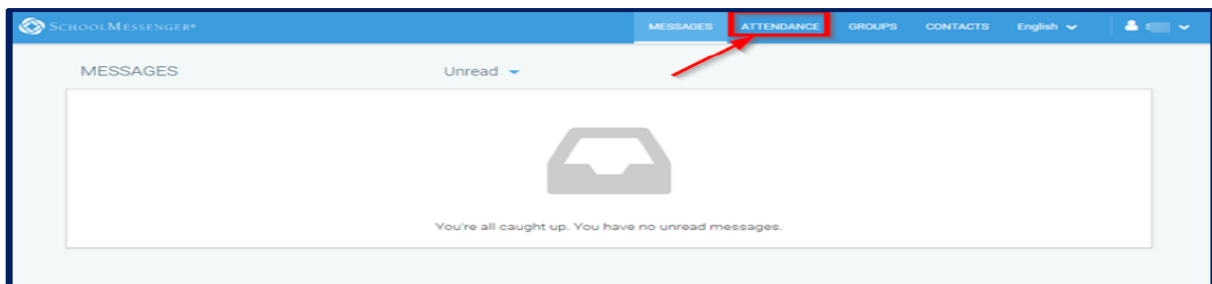 SCHOOLMESSENGER® MESSAGES ATTENDANCE GROUPS CONTACTS English
MESSAGES Unread
You're all caught up. You have no unread messages.